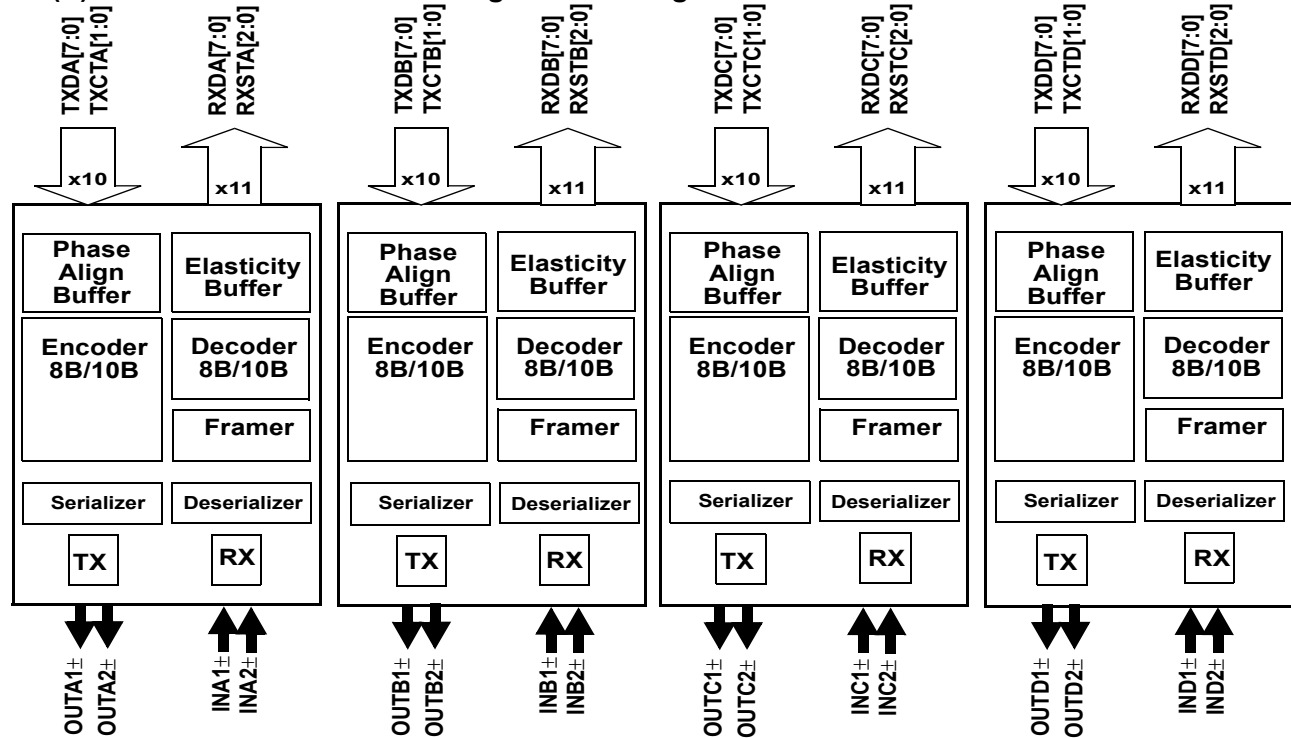 TXDA[7:0]
TXCTA[1:0]
RXDA[7:0]
RXSTA[2:0]
TXDB[7:0]
TXCTB[1:0]
RXDB[7:0]
RXSTB[2:0]
TXDC[7:0]
TXCTC[1:0]
RXDC[7:0]
RXSTC[2:0]
TXDD[7:0]
TXCTD[1:0]
RXDD[7:0]
RXSTD[2:0]
x10
x11
x10
x11
x10
x11
x10
x11
Phase
Align
Buffer
Elasticity
Buffer
Encoder
8B/10B
Decoder
8B/10B
Framer
Serializer
Deserializer
TX
RX
Phase
Align
Buffer
Elasticity
Buffer
Encoder
8B/10B
Decoder
8B/10B
Framer
Serializer
Deserializer
TX
RX
Phase
Align
Buffer
Elasticity
Buffer
Encoder
8B/10B
Decoder
8B/10B
Framer
Serializer
Deserializer
TX
RX
Phase
Align
Buffer
Elasticity
Buffer
Encoder
8B/10B
Decoder
8B/10B
Framer
Serializer
Deserializer
TX
RX
OUTA1±
OUTA2±
INA1±
INA2±
OUTB1±
OUTB2±
INB1±
INB2±
OUTC1±
OUTC2±
INC1±
INC2±
OUTD1±
OUTD2±
IND1±
IND2±